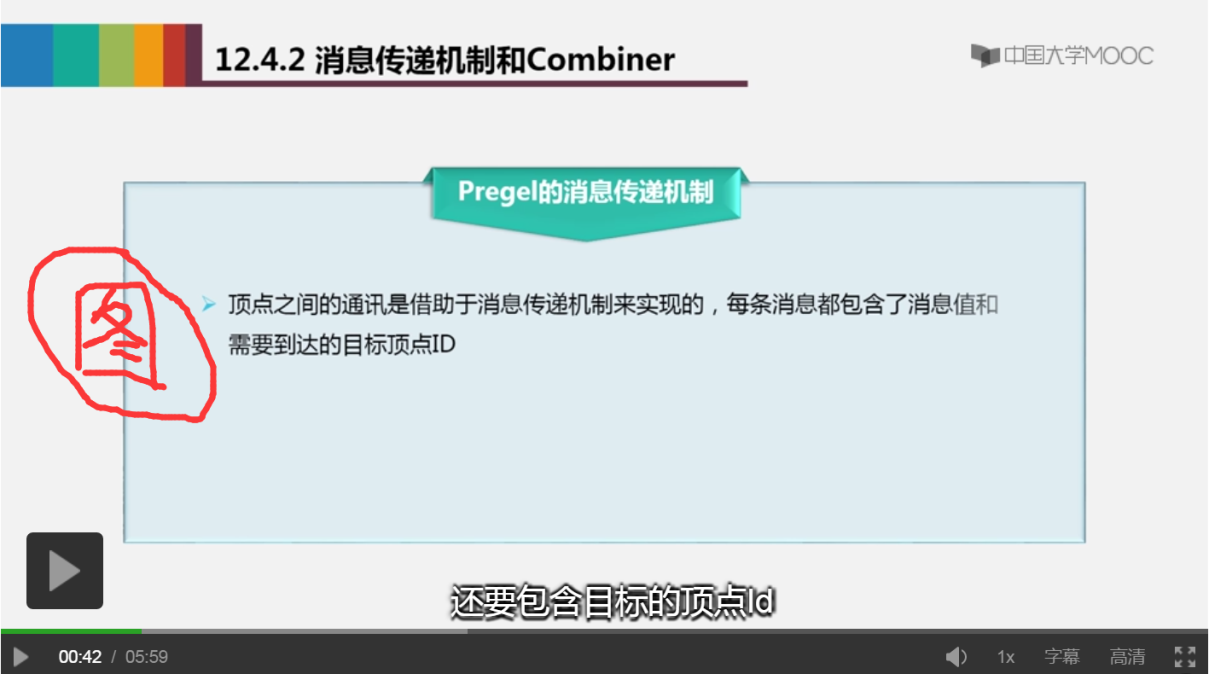 12.4.2 消息传递机制和Combiner
中国大学MOOC
Pregel的消息传递机制
图
顶点之间的通讯是借助于消息传递机制来实现的，每条消息都包含了消息值和
需要到达的目标顶点ID
还要包含目标的顶点Id
00:42 / 05:59
1x
字幕
高清